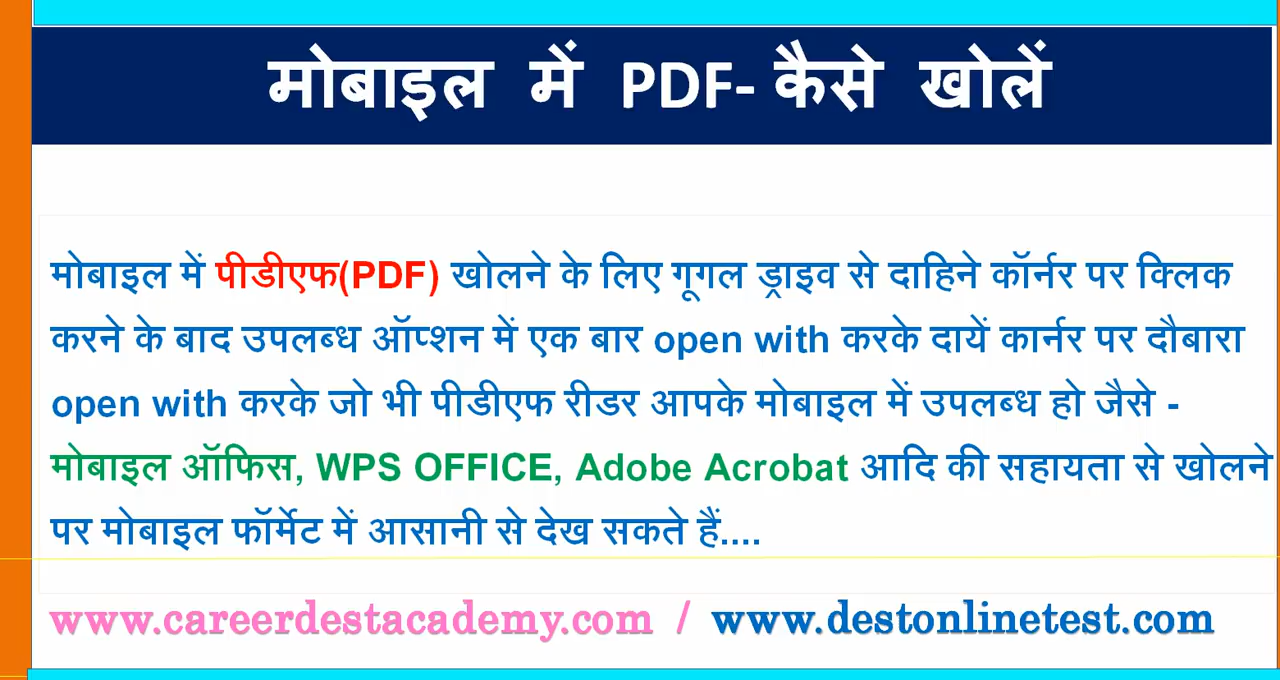 मोबाइल में PDF- कैसे खोलें
मोबाइल में पीडीएफ(PDF) खोलने के लिए गूगल ड्राइव से दाहिने कॉर्नर पर क्लिक
करने के बाद उपलब्ध ऑप्शन में एक बार open with करके दायें कार्नर पर दौबारा
open with करके जो भी पीडीएफ रीडर आपके मोबाइल में उपलब्ध हो जैसे -
मोबाइल ऑफिस, WPS OFFICE, Adobe Acrobat आदि की सहायता से खोलने
पर मोबाइल फॉर्मेट में आसानी से देख सकते हैं....
www.careerdestacademy.com / www.destonlinetest.com